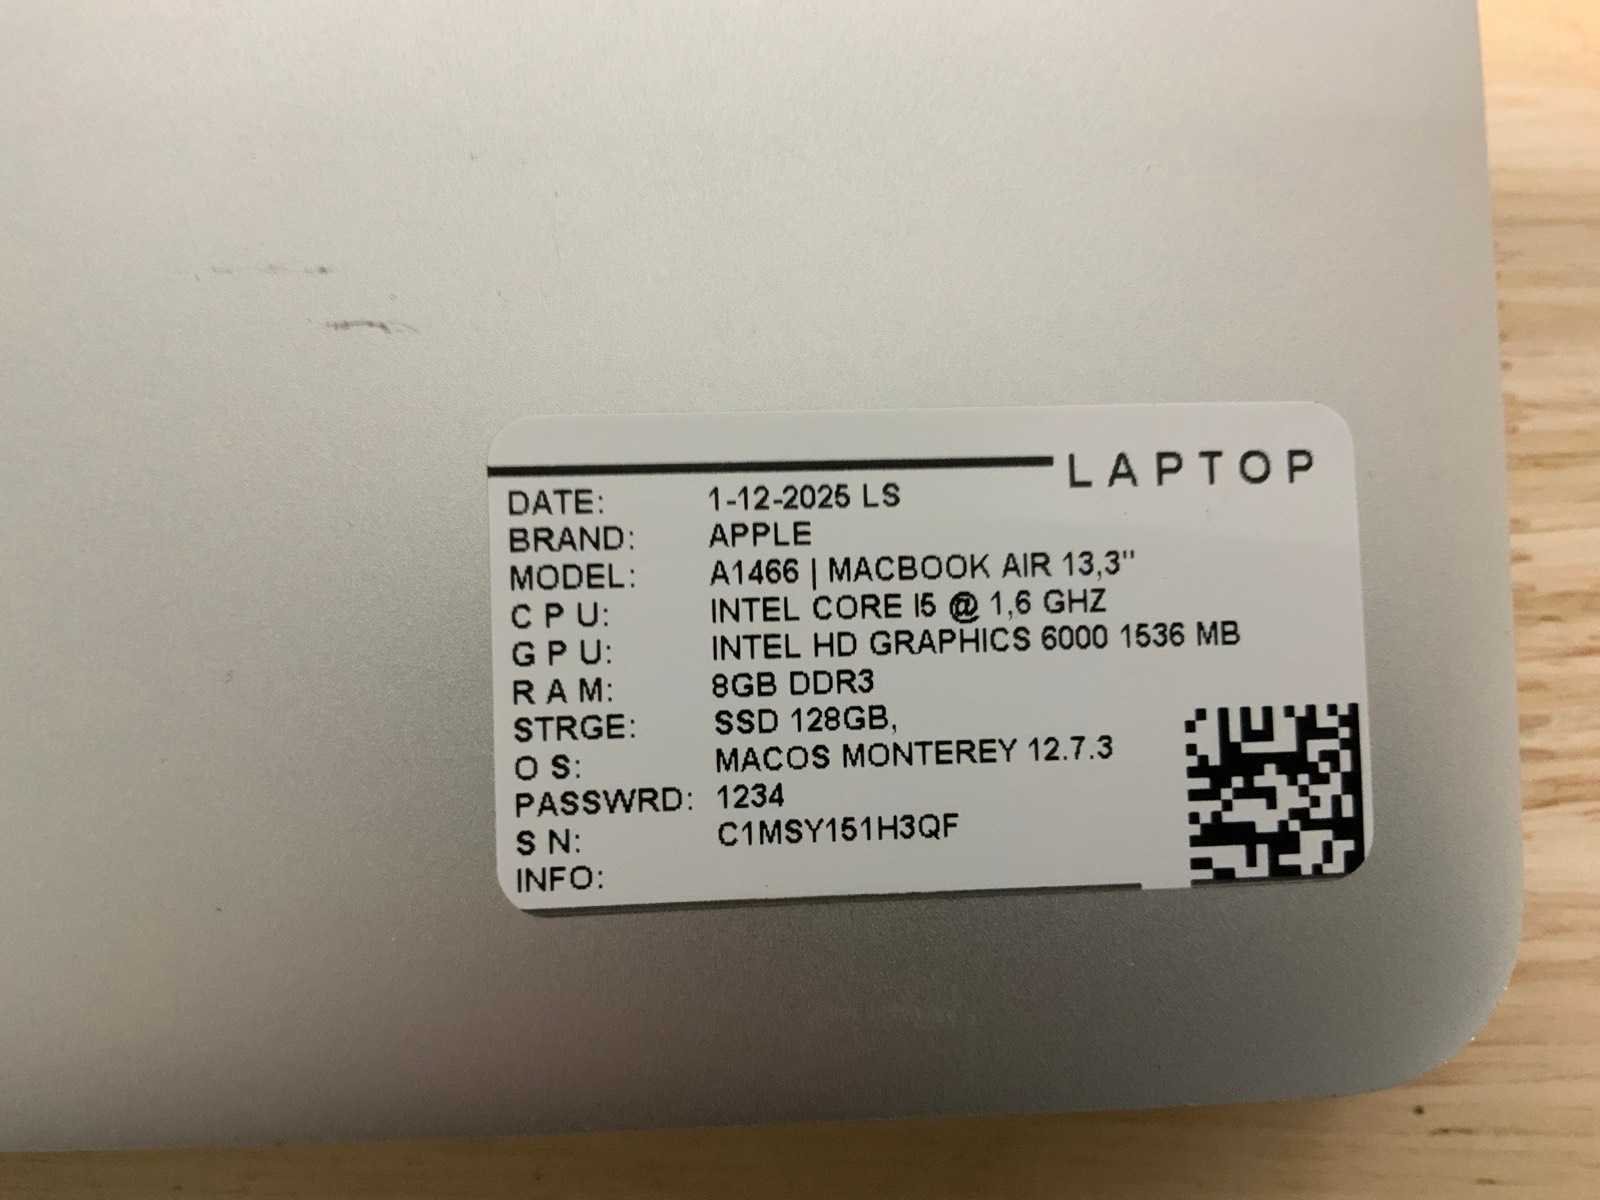 LAPTOP
DATE: 1-12-2025 LS
BRAND: APPLE
MODEL: A1466 | MACBOOK AIR 13,3"
C P U: INTEL CORE I5 @ 1,6 GHZ
G P U: INTEL HD GRAPHICS 6000 1536 MB
R A M: 8GB DDR3
STRGE: SSD 128GB,
O S: MACOS MONTEREY 12.7.3
PASSWRD: 1234
S N: C1MSY151H3QF
INFO: